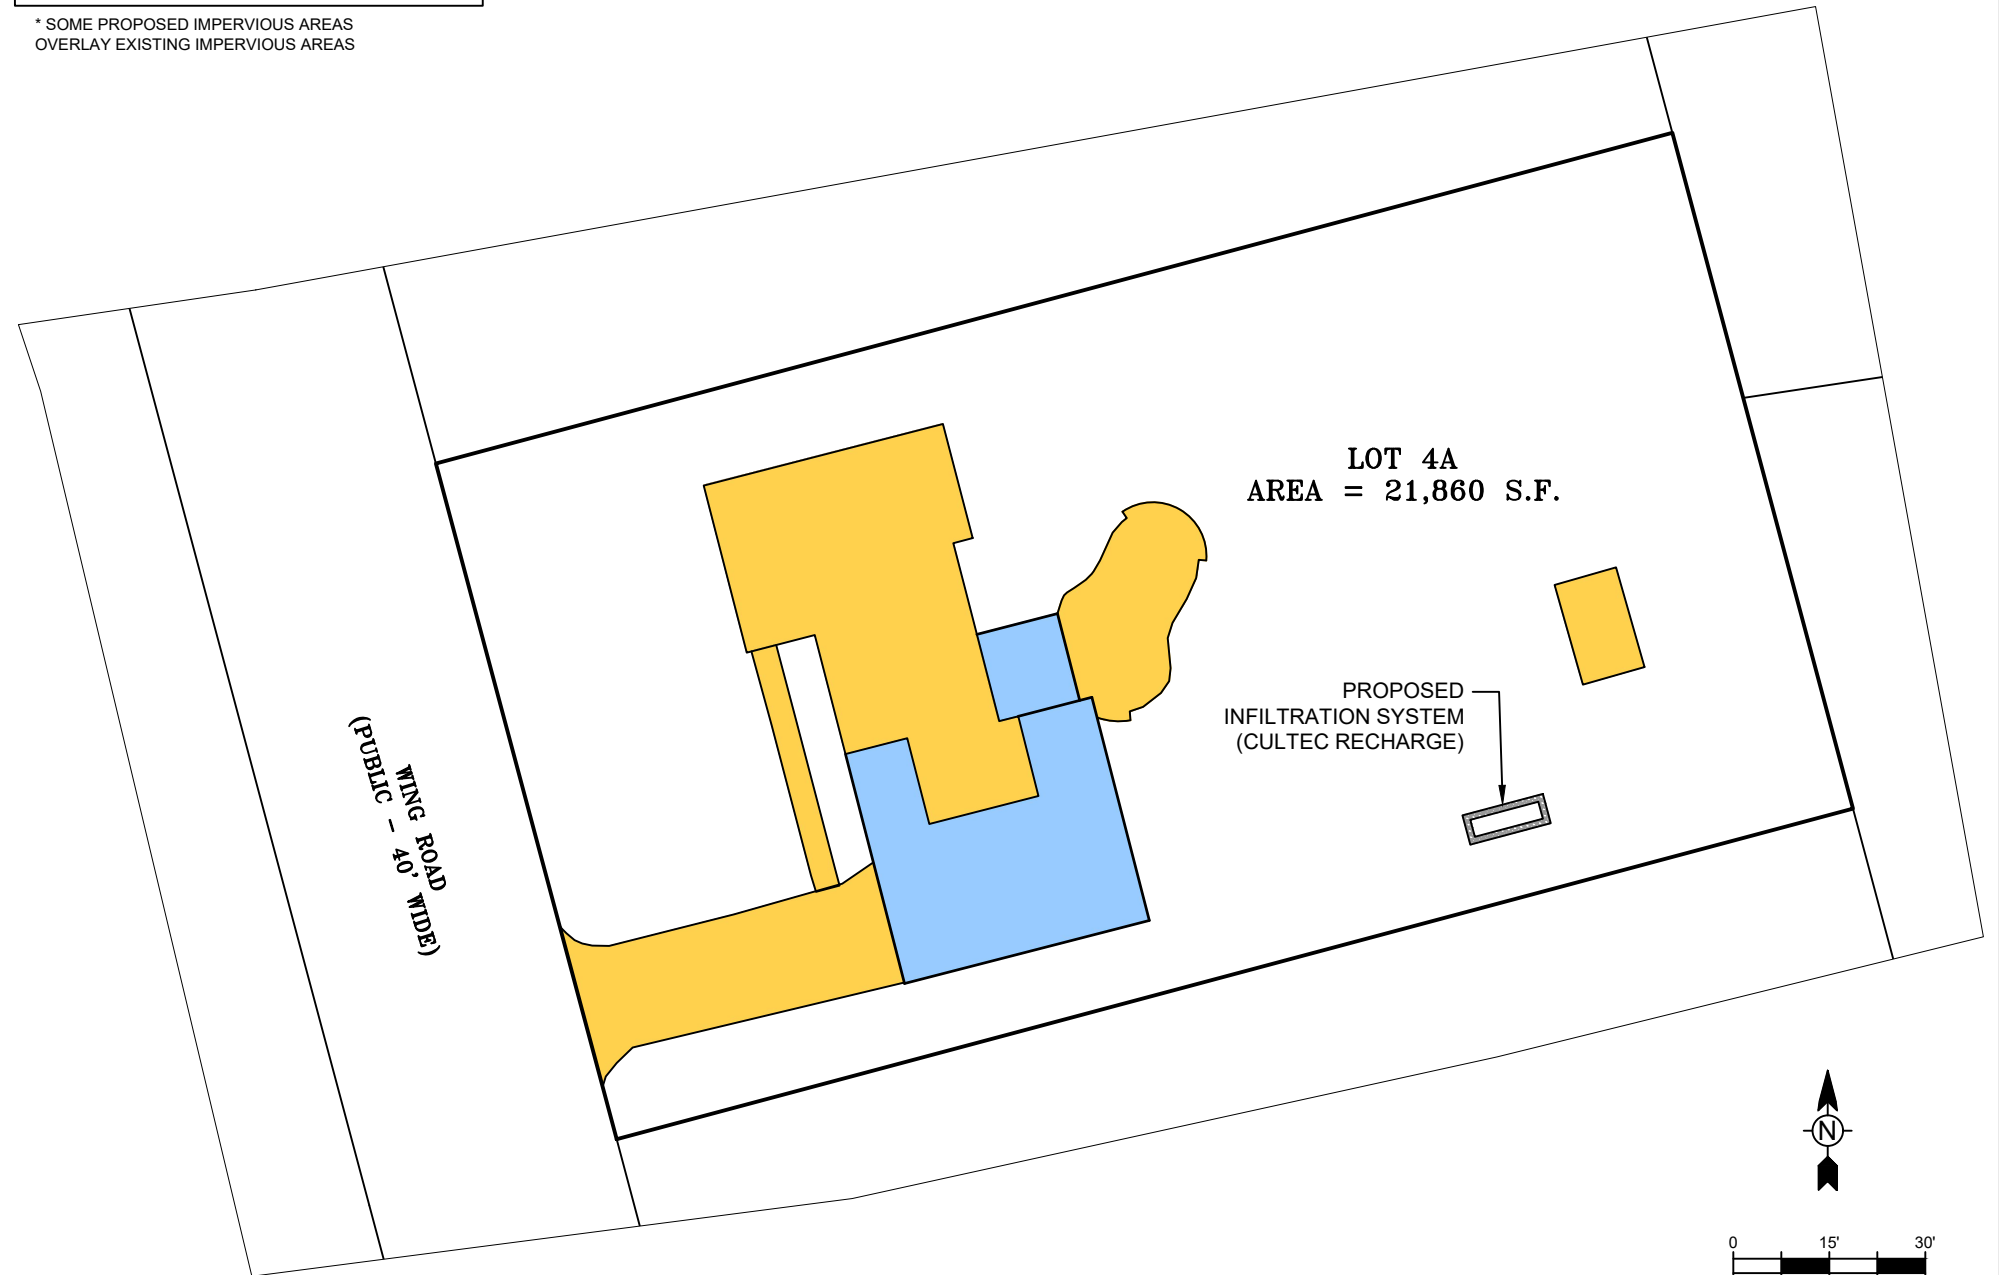 * SOME PROPOSED IMPERVIOUS AREAS
OVERLAY EXISTING IMPERVIOUS AREAS
LOT 4A
AREA = 21,860 S.F.
PROPOSED
INFILTRATION SYSTEM
(CULTEC RECHARGE)
WING ROAD
(PUBLIC - 40' WIDE)
N
0 15' 30'